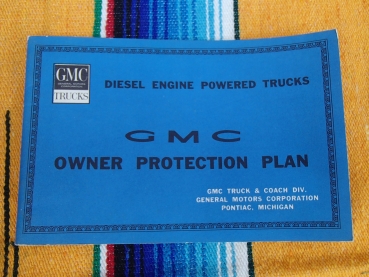 GMC
TRUCKS
DIESEL ENGINE POWERED TRUCKS
GMC
OWNER PROTECTION PLAN
GMC TRUCK & COACH DIV.
GENERAL MOTORS CORPORATION
PONTIAC, MICHIGAN